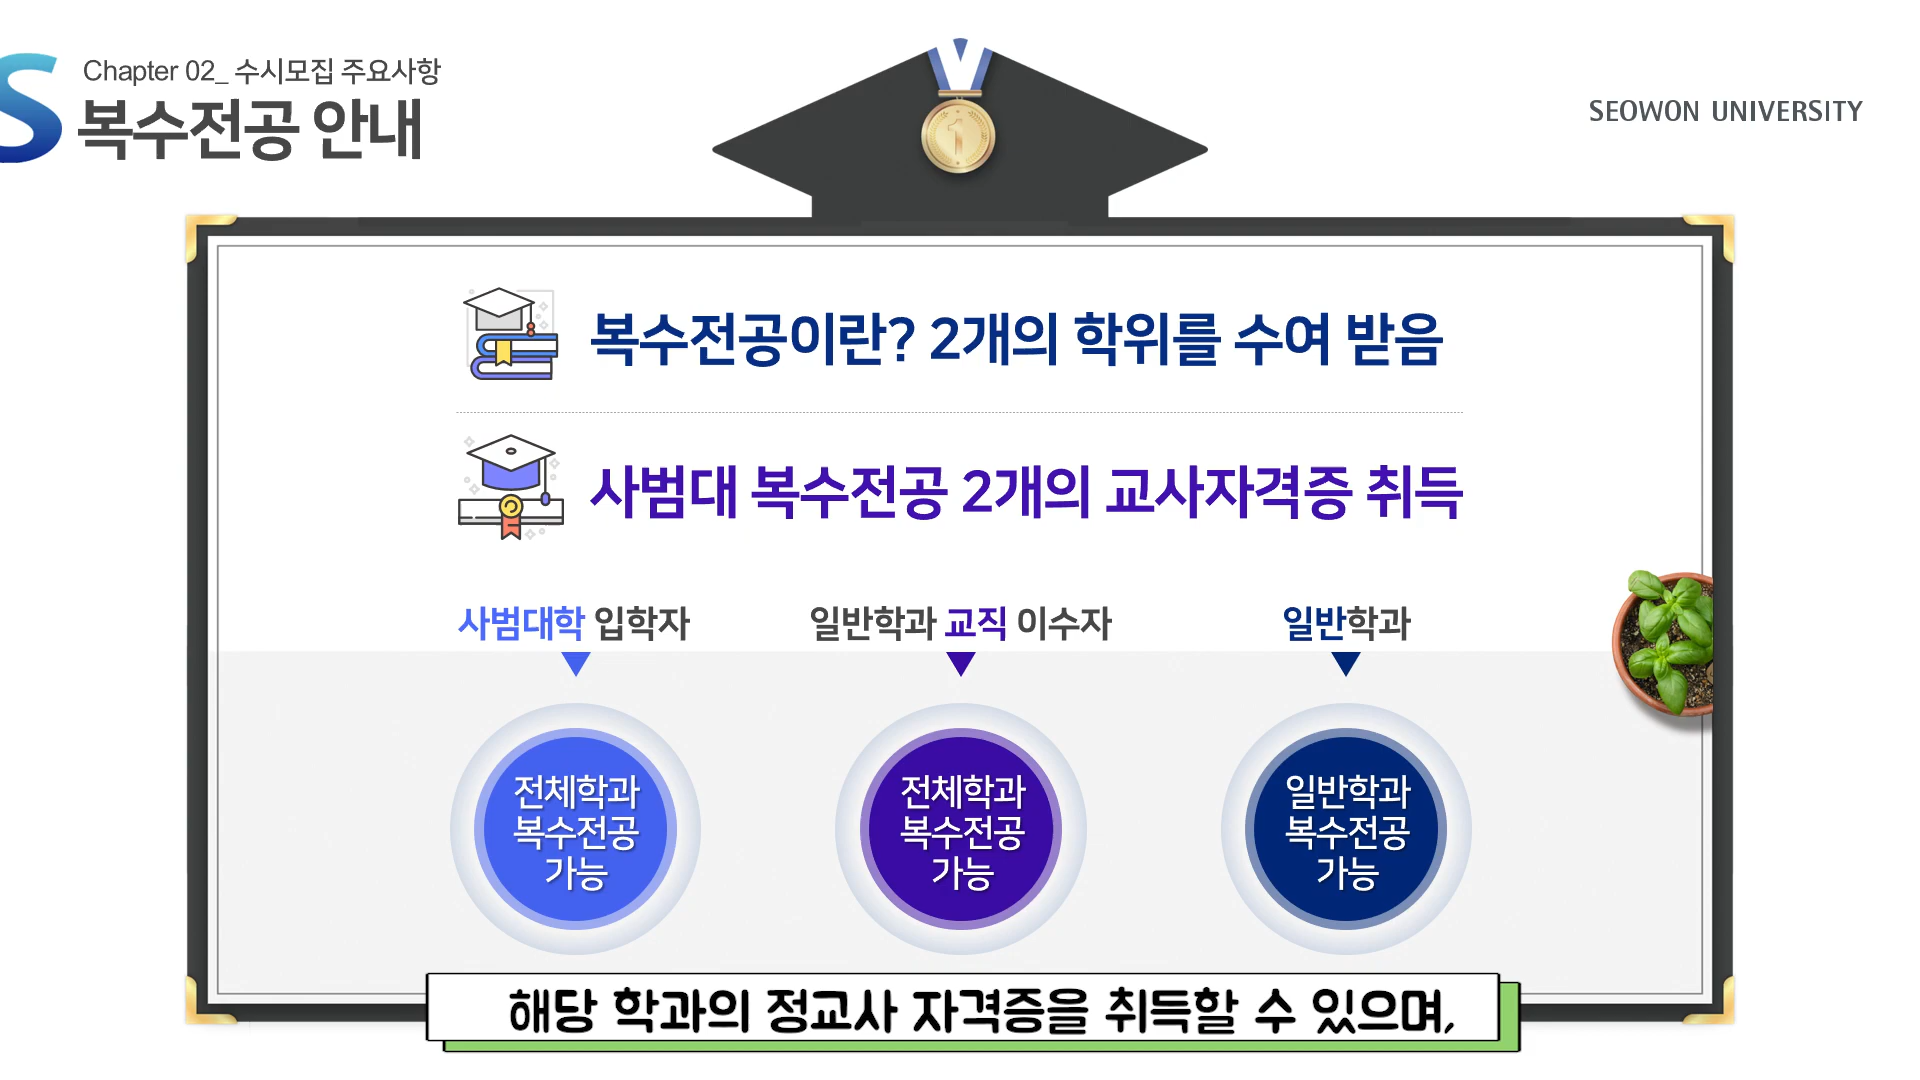 Chapter 02_ 수시모집 주요사항
S
복수전공 안내
SEOWON UNIVERSITY
1
복수전공이란? 2개의 학위를 수여 받음
사범대 복수전공 2개의 교사자격증 취득
사범대학 입학자
일반학과 교직 이수자
일반학과
전체학과
복수전공
가능
전체학과
복수전공
가능
일반학과
복수전공
가능
해당 학과의 정교사 자격증을 취득할 수 있으며,